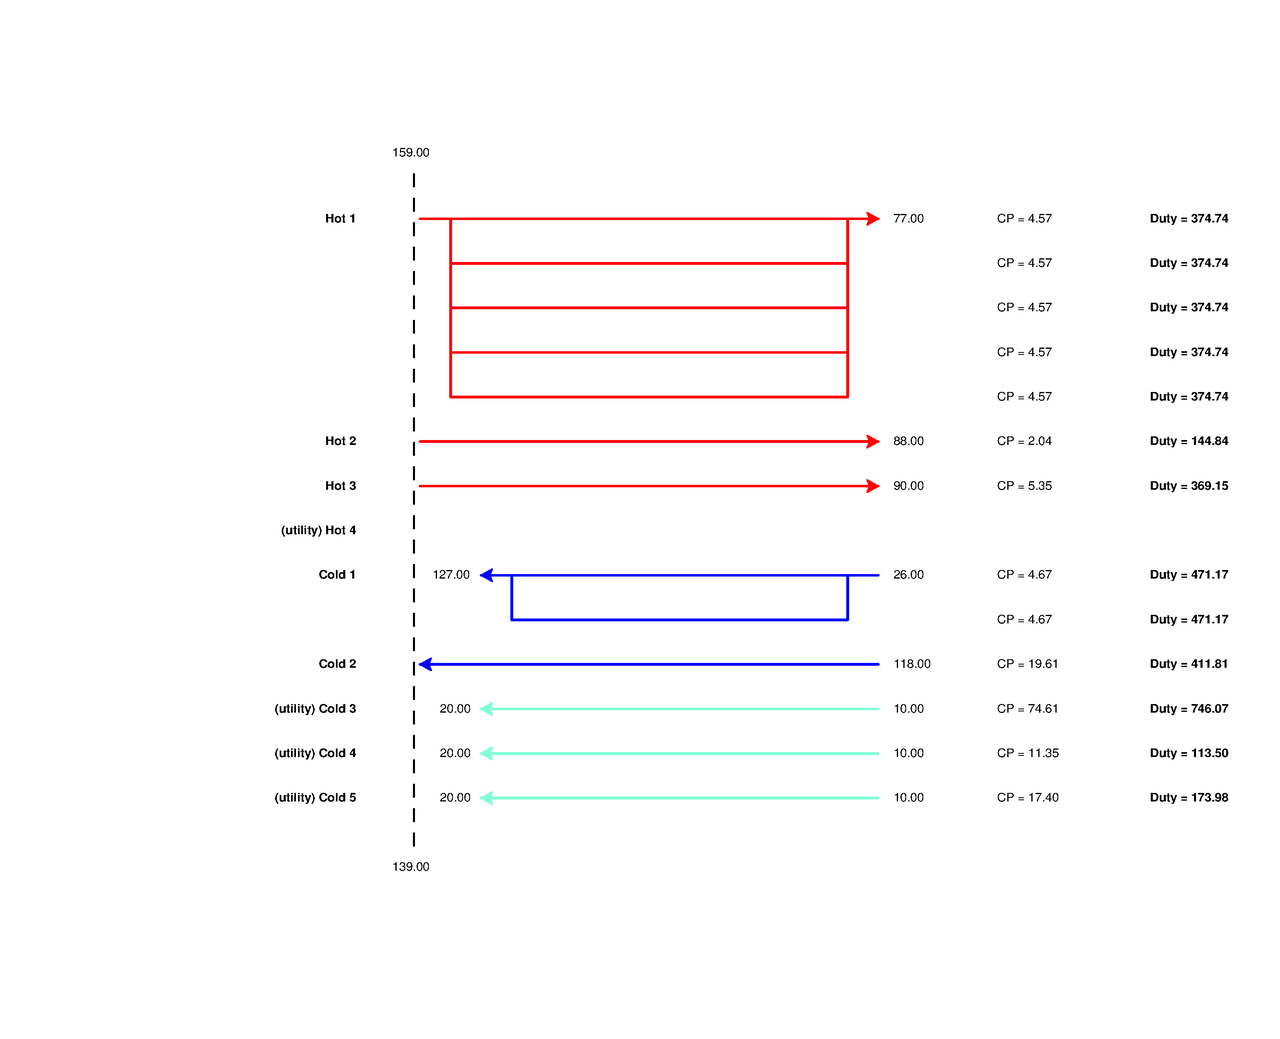 159.00
Hot 1 77.00 CP = 4.57 Duty = 374.74
CP = 4.57 Duty = 374.74
CP = 4.57 Duty = 374.74
CP = 4.57 Duty = 374.74
CP = 4.57 Duty = 374.74
Hot 2 88.00 CP = 2.04 Duty = 144.84
Hot 3 90.00 CP = 5.35 Duty = 369.15
(utility) Hot 4
Cold 1 127.00 26.00 CP = 4.67 Duty = 471.17
CP = 4.67 Duty = 471.17
Cold 2 118.00 CP = 19.61 Duty = 411.81
(utility) Cold 3 20.00 10.00 CP = 74.61 Duty = 746.07
(utility) Cold 4 20.00 10.00 CP = 11.35 Duty = 113.50
(utility) Cold 5 20.00 10.00 CP = 17.40 Duty = 173.98
139.00